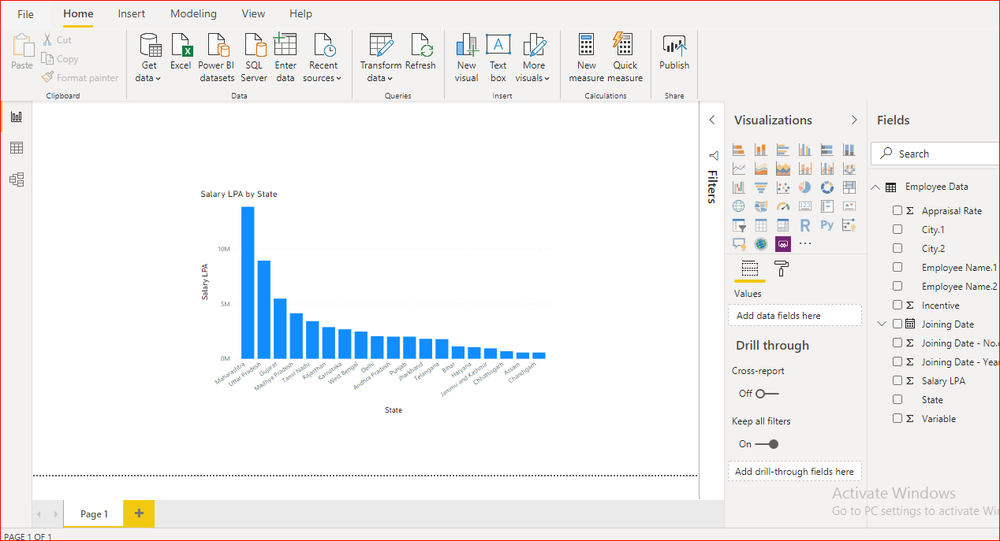 File Home Insert Modeling View Help
Paste
Cut
Copy
Format painter
Clipboard
Get data
Excel
Power BI datasets
SQL Server
Enter data
Recent sources
Data
Transform data
Refresh
Queries
New visual
Text box
More visuals
Insert
New measure
Quick measure
Calculations
Publish
Share
Salary LPA by State
10M
5M
0M
Salary LPA
Maharashtra
Uttar Pradesh
Gujarat
Madhya Pradesh
Tamil Nadu
Rajasthan
Karnataka
West Bengal
Delhi
Andhra Pradesh
Punjab
Jharkhand
Telangana
Bihar
Haryana
Jammu and Kashmir
Chhattisgarh
Assam
Chandigarh
State
Filters
Visualizations
123
R Py
Values
Add data fields here
Drill through
Cross-report
Off
Keep all filters
On
Add drill-through fields here
Fields
Search
Employee Data
Appraisal Rate
City.1
City.2
Employee Name.1
Employee Name.2
Incentive
Joining Date
Joining Date - No.
Joining Date - Year
Salary LPA
State
Variable
Activate Windows
Go to PC settings to activate Wi
Page 1
PAGE 1 OF 1